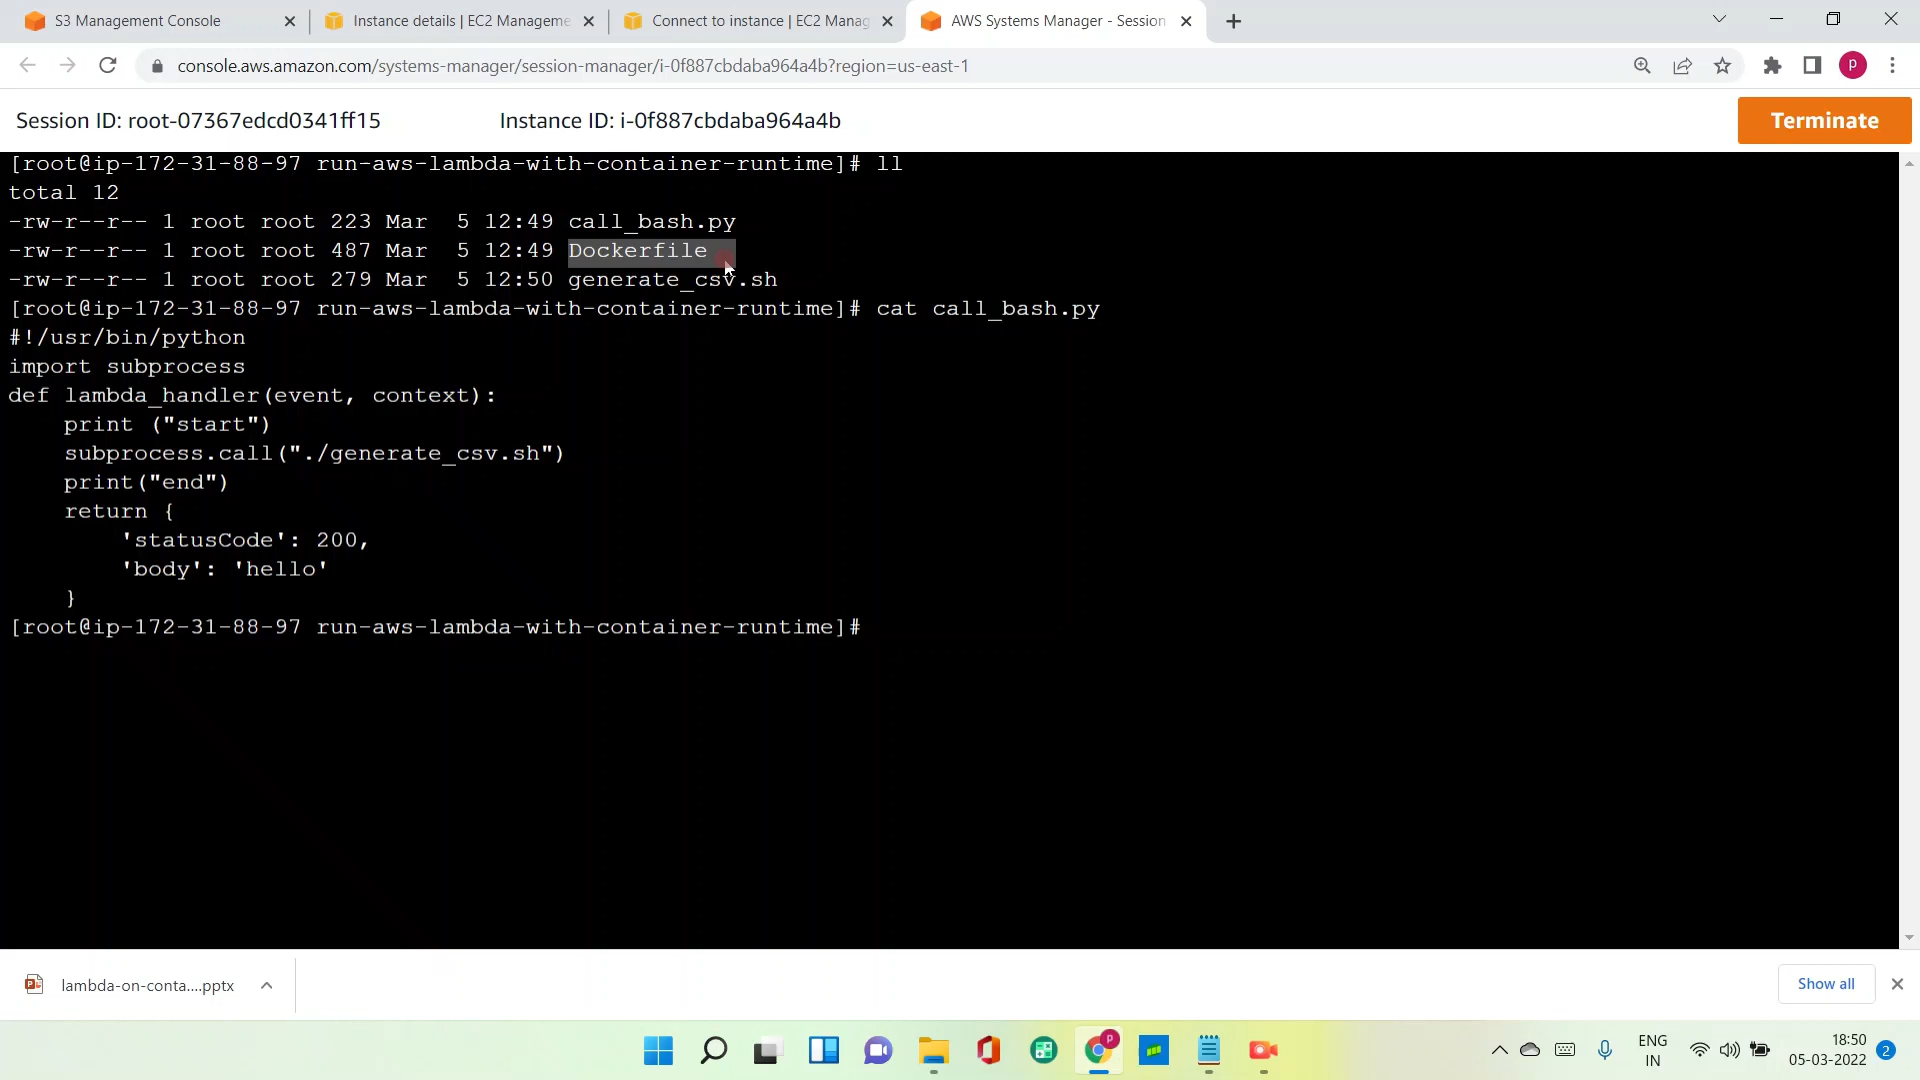 S3 Management Console
Instance details | EC2 Manageme
Connect to instance | EC2 Manag
AWS Systems Manager - Session
console.aws.amazon.com/systems-manager/session-manager/i-0f887cbdaba964a4b?region=us-east-1
P
Session ID: root-07367edcd0341ff15 Instance ID: i-0f887cbdaba964a4b
Terminate
[root@ip-172-31-88-97 run-aws-lambda-with-container-runtime]# ll
total 12
-rw-r--r-- 1 root root 223 Mar  5 12:49 call_bash.py
-rw-r--r-- 1 root root 487 Mar  5 12:49 Dockerfile
-rw-r--r-- 1 root root 279 Mar  5 12:50 generate_csv.sh
[root@ip-172-31-88-97 run-aws-lambda-with-container-runtime]# cat call_bash.py
#!/usr/bin/python
import subprocess
def lambda_handler(event, context):
    print ("start")
    subprocess.call("./generate_csv.sh")
    print("end")
    return {
        'statusCode': 200,
        'body': 'hello'
    }
[root@ip-172-31-88-97 run-aws-lambda-with-container-runtime]#
lambda-on-conta....pptx
Show all
P
ENG
IN
18:50
05-03-2022
2